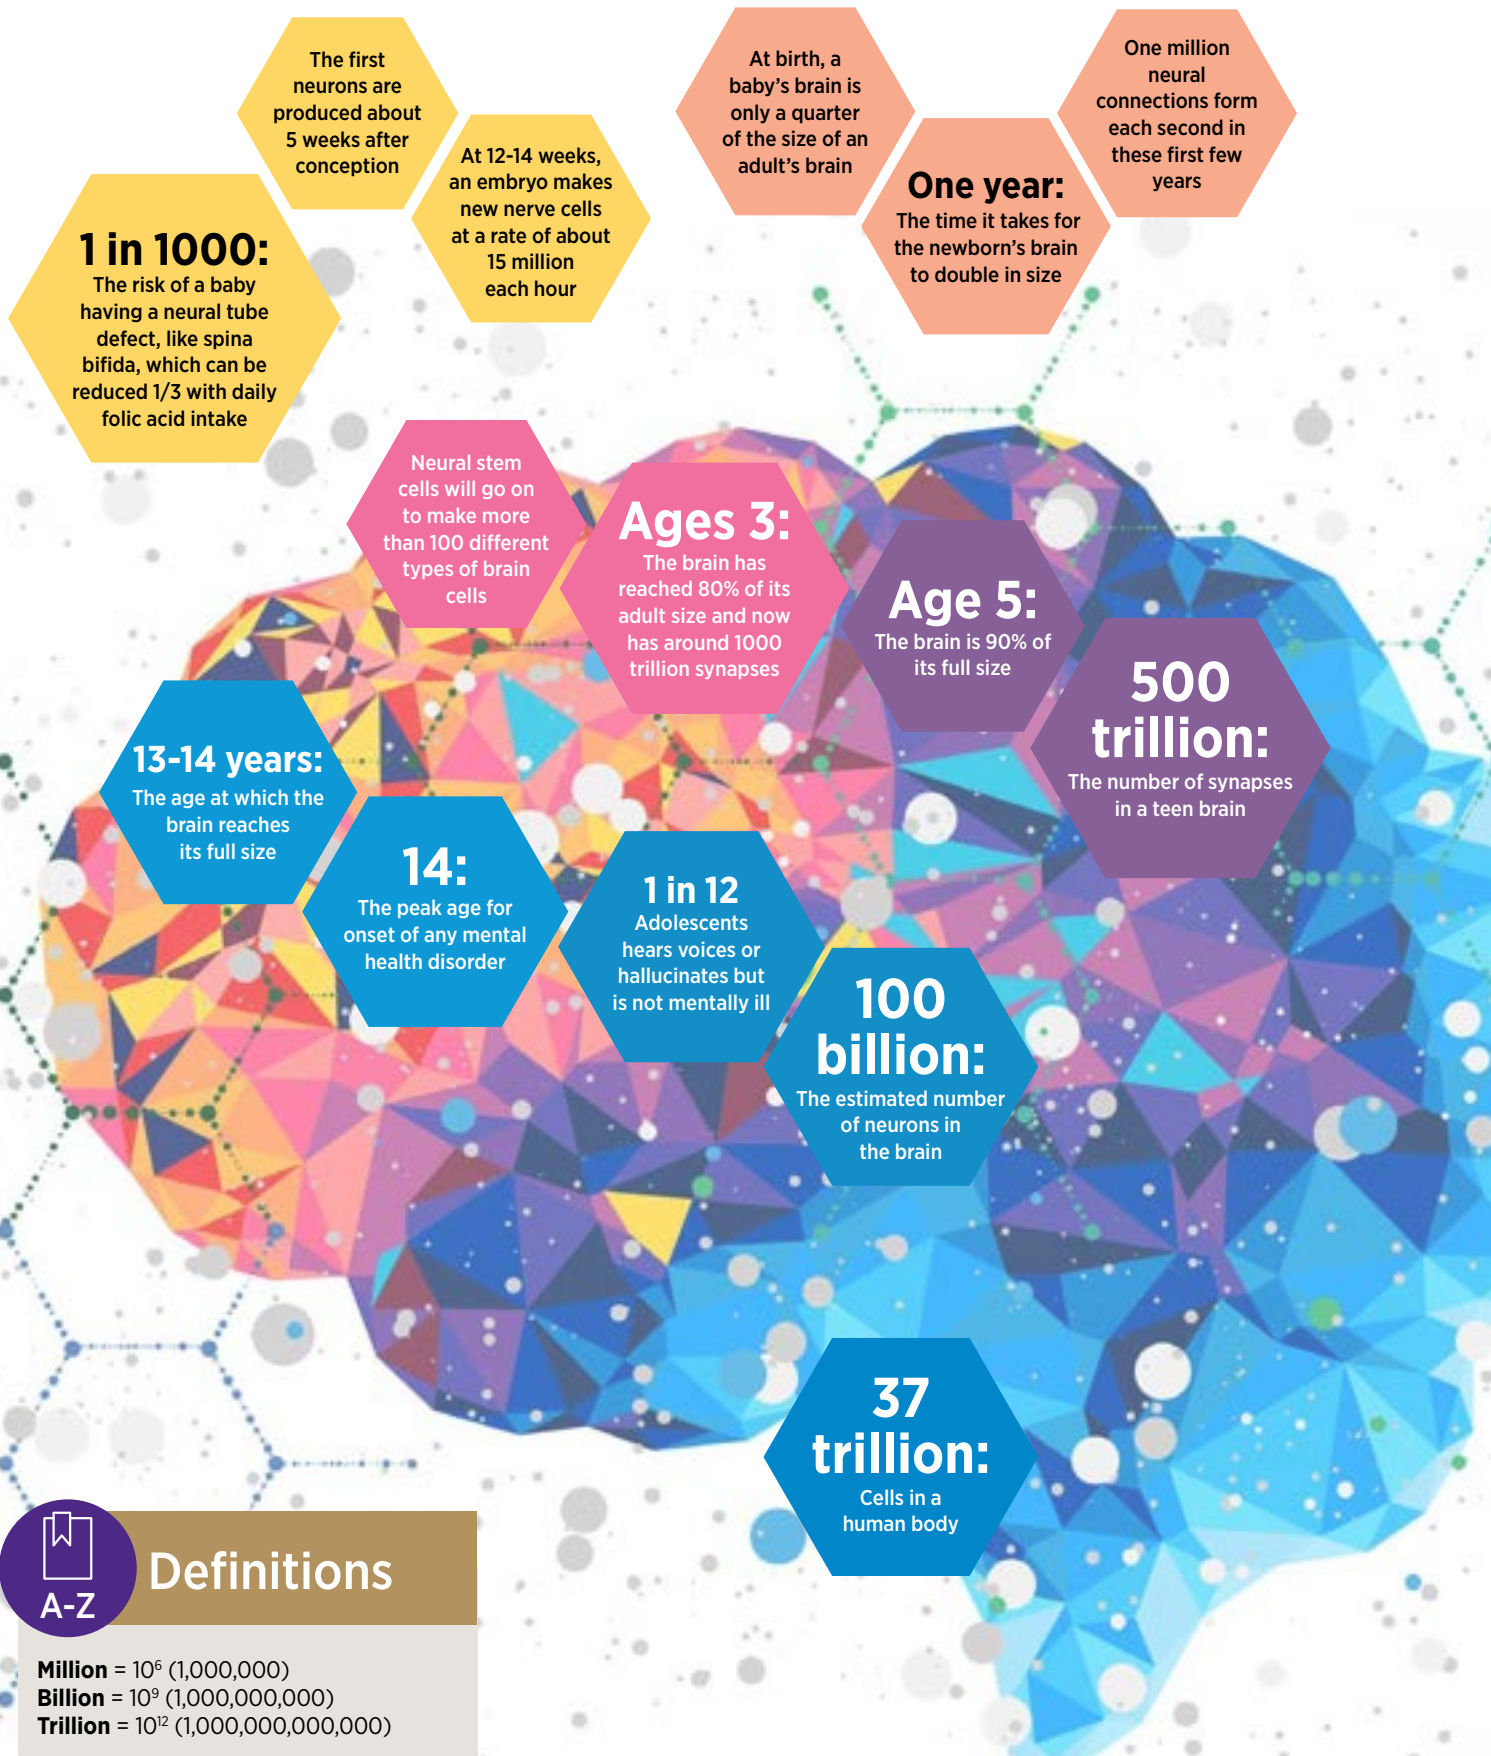 The first
neurons are
produced about
5 weeks after
conception
At 12-14 weeks,
an embryo makes
new nerve cells
at a rate of about
15 million
each hour
1 in 1000:
The risk of a baby
having a neural tube
defect, like spina
bifida, which can be
reduced 1/3 with daily
folic acid intake
At birth, a
baby’s brain is
only a quarter
of the size of an
adult’s brain
One year:
The time it takes for
the newborn’s brain
to double in size
One million
neural
connections form
each second in
these first few
years
Neural stem
cells will go on
to make more
than 100 different
types of brain
cells
Ages 3:
The brain has
reached 80% of its
adult size and now
has around 1000
trillion synapses
Age 5:
The brain is 90% of
its full size
500
trillion:
The number of synapses
in a teen brain
13-14 years:
The age at which the
brain reaches
its full size
14:
The peak age for
onset of any mental
health disorder
1 in 12
Adolescents
hears voices or
hallucinates but
is not mentally ill
100
billion:
The estimated number
of neurons in
the brain
37
trillion:
Cells in a
human body
A-Z
Definitions
Million = 10⁶ (1,000,000)
Billion = 10⁹ (1,000,000,000)
Trillion = 10¹² (1,000,000,000,000)